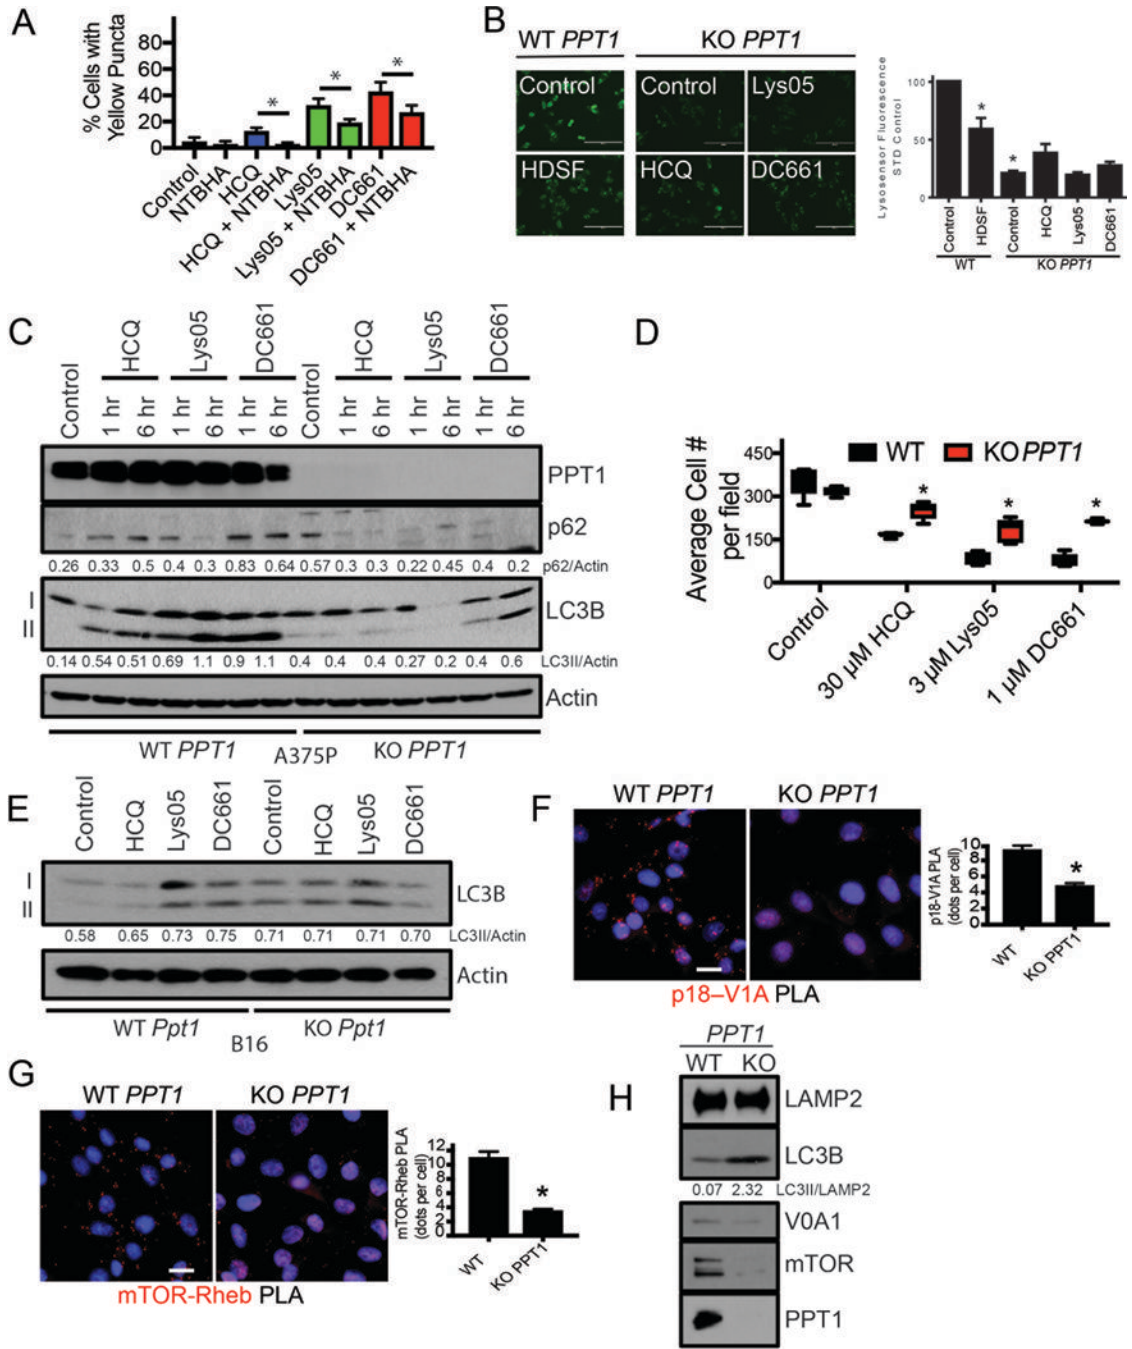 A
% Cells with
Yellow Puncta
80
60
40
20
0
Control
NTBHA
HCQ
HCQ + NTBHA
Lys05
Lys05 + NTBHA
DC661
DC661 + NTBHA
*
*
*
B
WT PPT1
KO PPT1
Control
Control
Lys05
HDSF
HCQ
DC661
Lysosensor Fluorescence
STD Control
100
50
0
*
*
Control
HDSF
Control
HCQ
Lys05
DC661
WT
KO PPT1
C
HCQ
Lys05
DC661
HCQ
Lys05
DC661
Control
1 hr
6 hr
1 hr
6 hr
1 hr
6 hr
Control
1 hr
6 hr
1 hr
6 hr
1 hr
6 hr
PPT1
p62
0.26 0.33 0.5 0.4 0.3 0.83 0.64 0.57 0.3 0.3 0.22 0.45 0.4 0.2 p62/Actin
I
II
LC3B
0.14 0.54 0.51 0.69 1.1 0.9 1.1 0.4 0.4 0.4 0.27 0.2 0.4 0.6 LC3II/Actin
Actin
WT PPT1
A375P
KO PPT1
D
WT
KO PPT1
Average Cell #
per field
450
300
150
0
*
*
*
Control
30 µM HCQ
3 µM Lys05
1 µM DC661
E
Control
HCQ
Lys05
DC661
Control
HCQ
Lys05
DC661
I
II
LC3B
0.58 0.65 0.73 0.75 0.71 0.71 0.71 0.70 LC3II/Actin
Actin
WT Ppt1
B16
KO Ppt1
F
WT PPT1
KO PPT1
p18–V1A PLA
p18-V1A PLA
(dots per cell)
10
8
6
4
2
0
*
WT
KO PPT1
G
WT PPT1
KO PPT1
mTOR-Rheb PLA
mTOR-Rheb PLA
(dots per cell)
12
10
8
6
4
2
0
*
WT
KO PPT1
H
PPT1
WT KO
LAMP2
LC3B
0.07 2.32 LC3II/LAMP2
V0A1
mTOR
PPT1